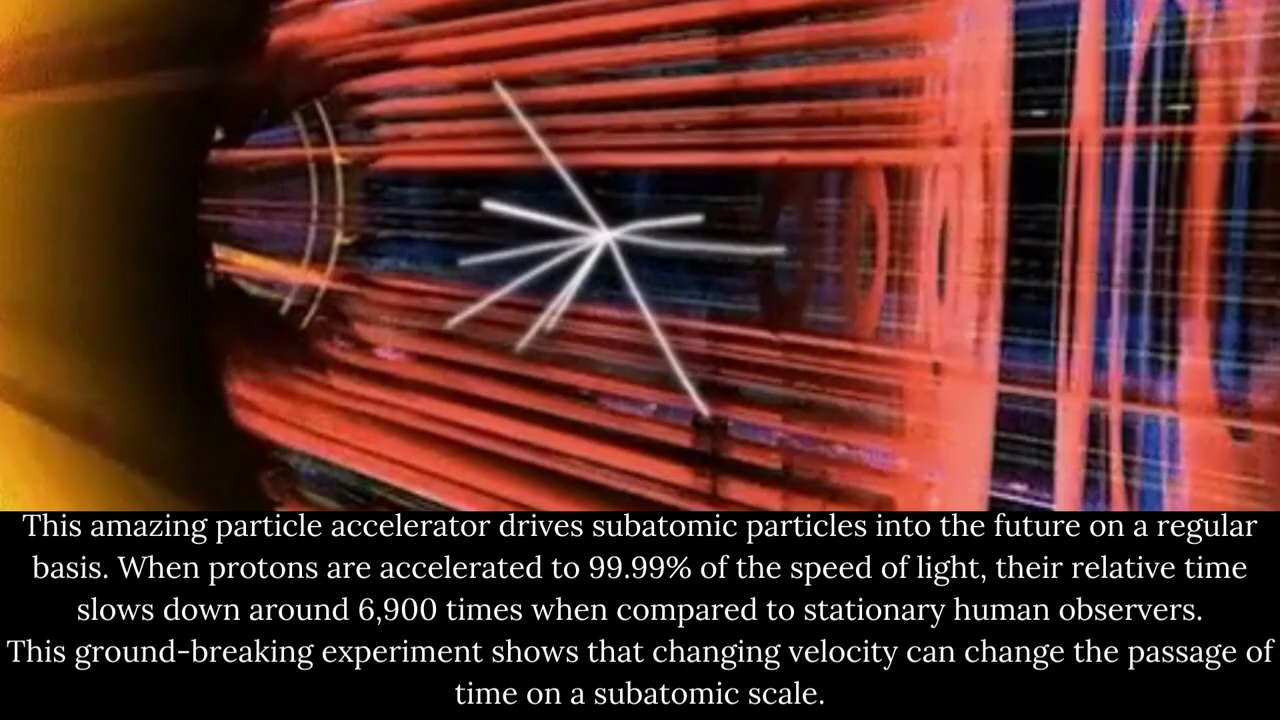 This amazing particle accelerator drives subatomic particles into the future on a regular
basis. When protons are accelerated to 99.99% of the speed of light, their relative time
slows down around 6,900 times when compared to stationary human observers.
This ground-breaking experiment shows that changing velocity can change the passage of
time on a subatomic scale.